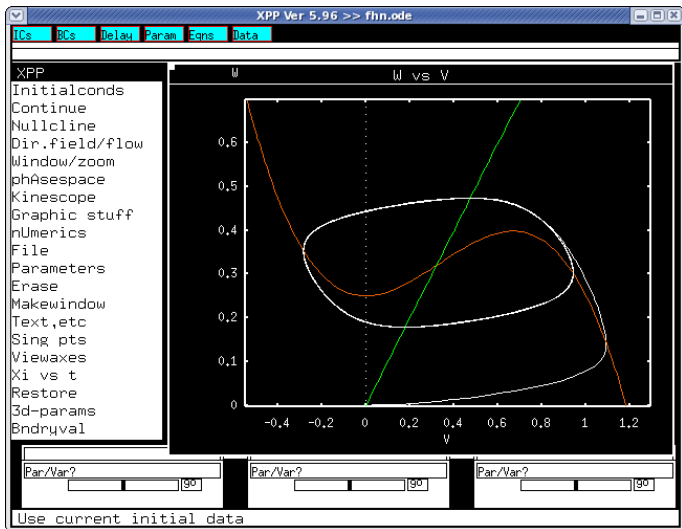 XPP Ver 5.96 >> fhn.ode
ICs BCs Delay Param Eqns Data
XPP
Initialconds
Continue
Nullcline
Dir.field/flow
Window/zoom
phAsespace
Kinescope
Graphic stuff
nUmerics
File
Parameters
Erase
Makewindow
Text,etc
Sing pts
Viewaxes
Xi vs t
Restore
3d-params
Bndryval
W W vs V
0.6
0.5
0.4
0.3
0.2
0.1
0
-0.4 -0.2 0 0.2 0.4 0.6 0.8 1 1.2
V
Par/Var? Par/Var? Par/Var?
Use current initial data